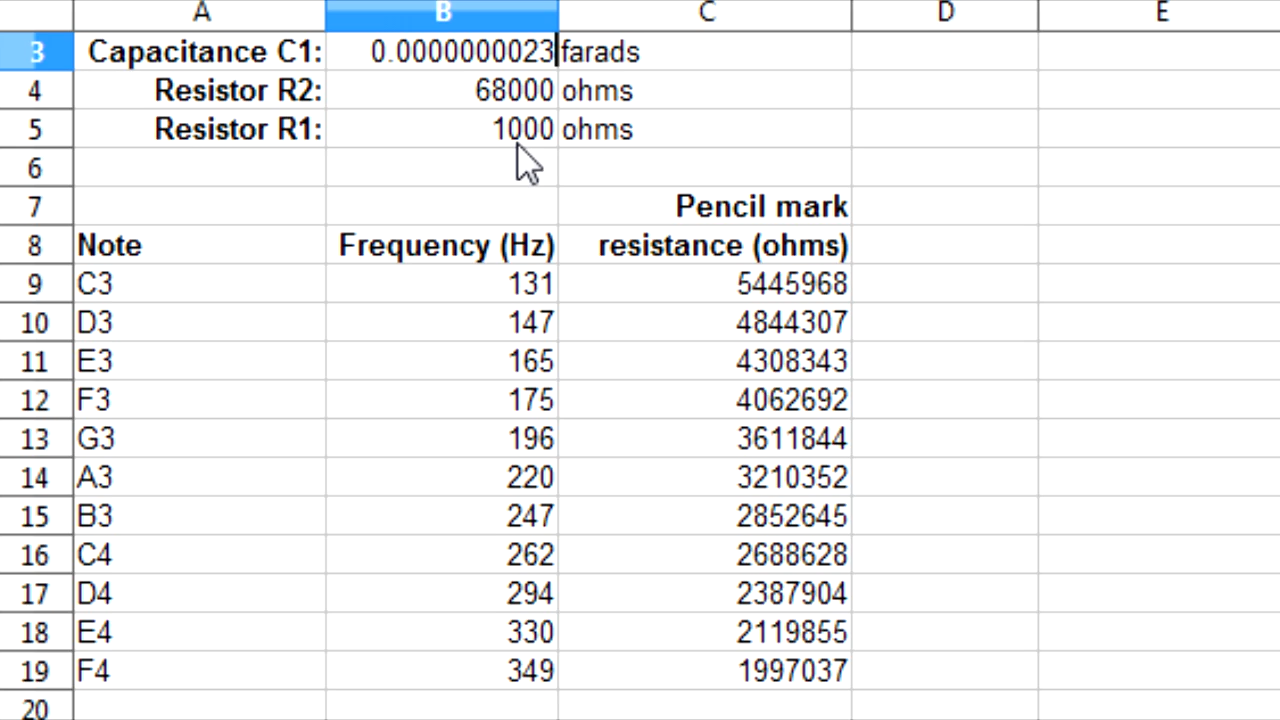 A B C D E
3 Capacitance C1: 0.0000000023 farads
4 Resistor R2: 68000 ohms
5 Resistor R1: 1000 ohms
6
7 Pencil mark
8 Note Frequency (Hz) resistance (ohms)
9 C3 131 5445968
10 D3 147 4844307
11 E3 165 4308343
12 F3 175 4062692
13 G3 196 3611844
14 A3 220 3210352
15 B3 247 2852645
16 C4 262 2688628
17 D4 294 2387904
18 E4 330 2119855
19 F4 349 1997037
20